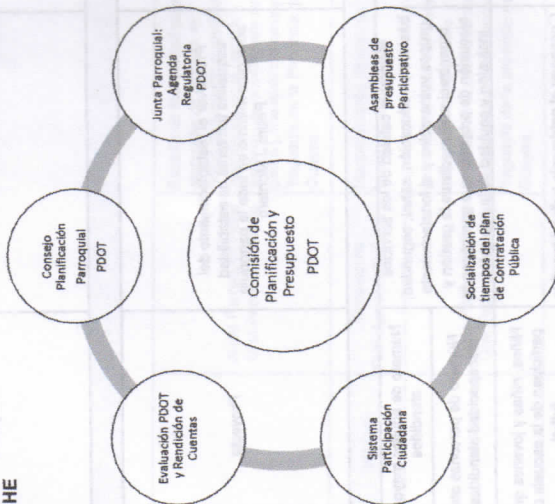 HE
Consejo
Planificación
Parroquial
PDOT
Junta Parroquial:
Agenda
Regulatoria
PDOT
Asambleas de
presupuesto
Participativo
Socialización de
tiempos del Plan
de Contratación
Pública
Sistema
Participación
Ciudadana
Evaluación PDOT
y Rendición de
Cuentas
Comisión de
Planificación y
Presupuesto
PDOT